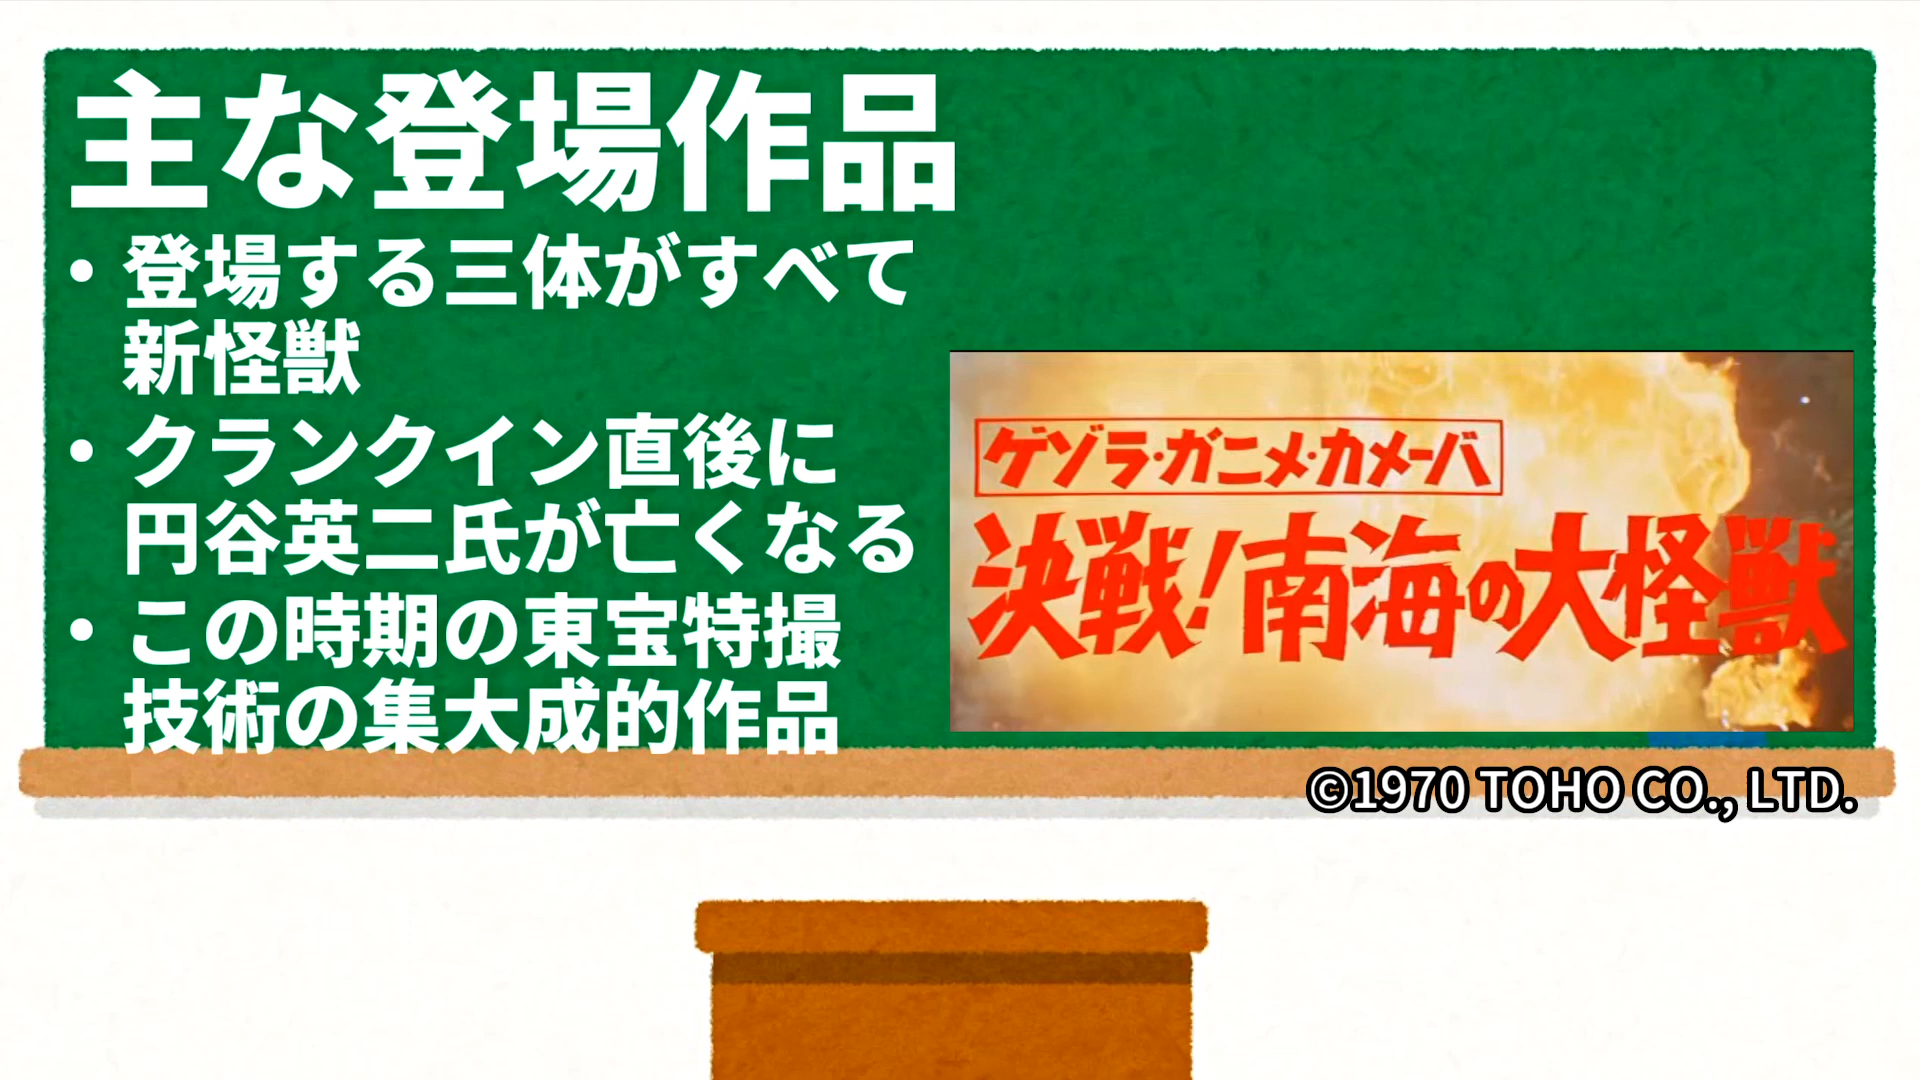 主な登場作品
・登場する三体がすべて
新怪獣
・クランクイン直後に
円谷英二氏が亡くなる
・この時期の東宝特撮
技術の集大成的作品
ゲゾラ・ガニメ・カメーバ
決戦!南海の大怪獣
©1970 TOHO CO., LTD.